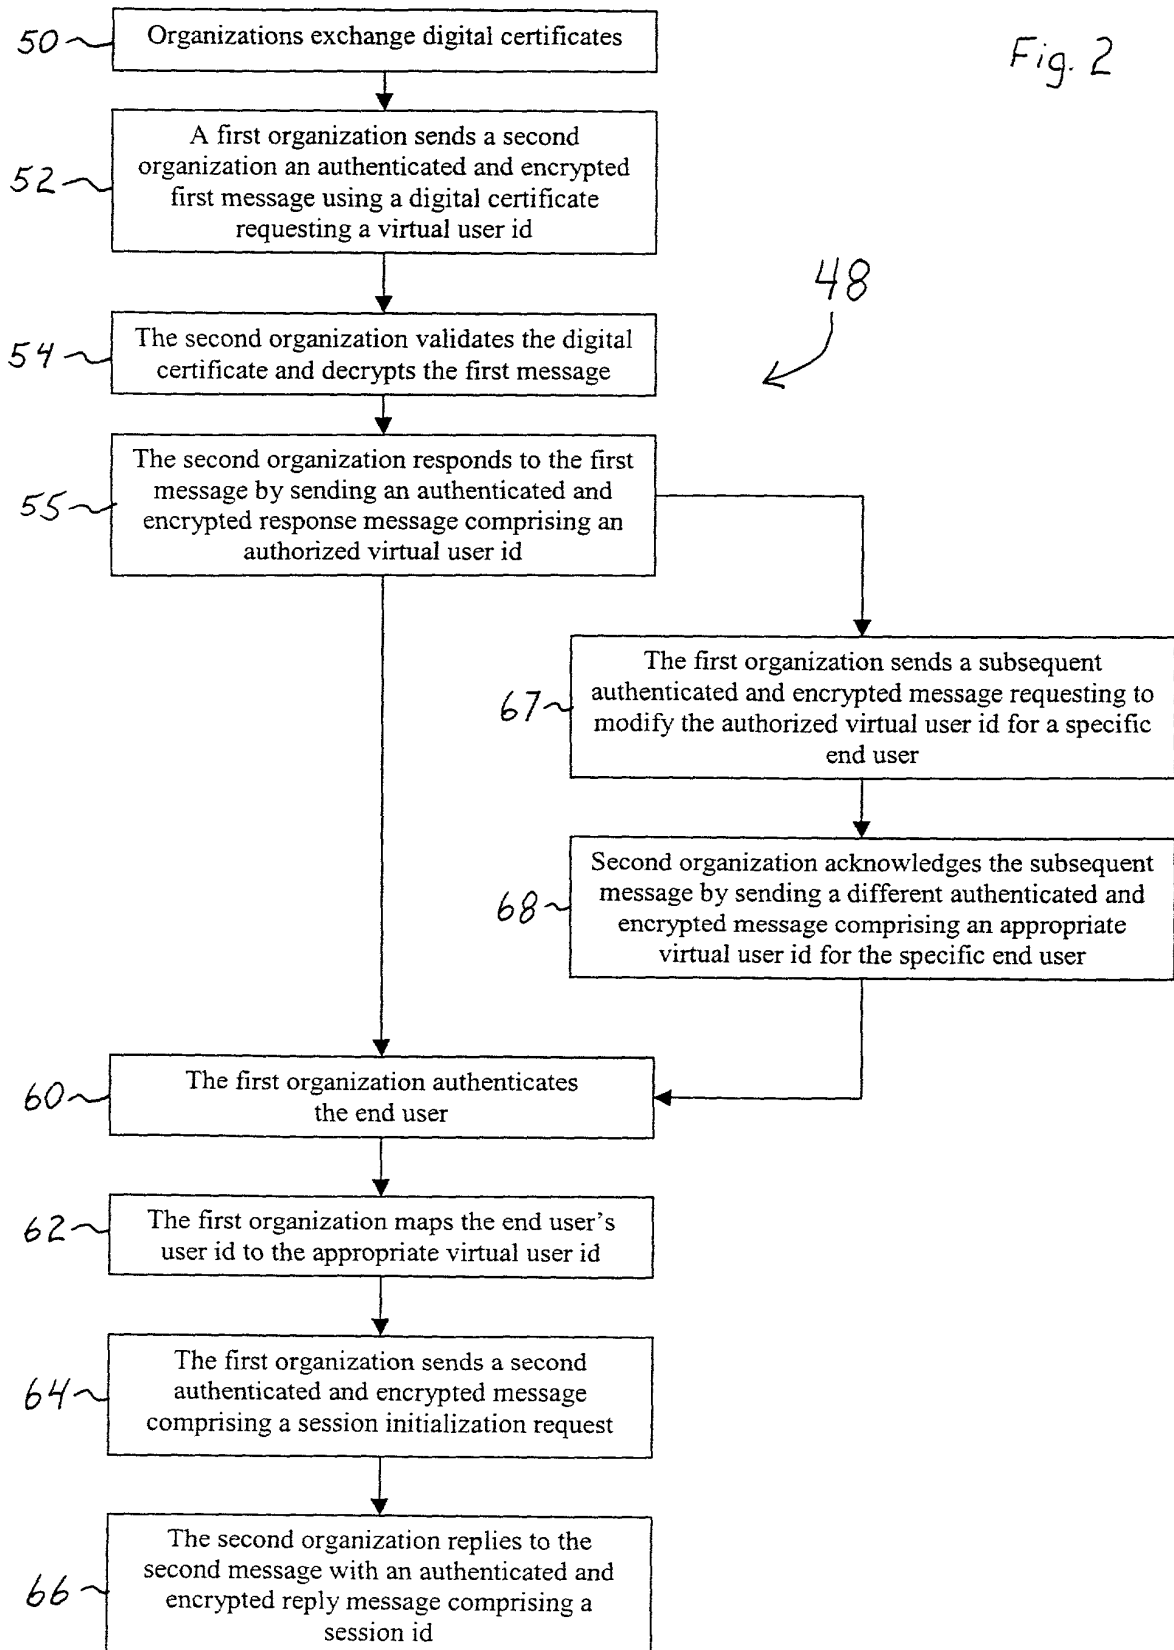 Fig. 2
50
Organizations exchange digital certificates
52
A first organization sends a second
organization an authenticated and encrypted
first message using a digital certificate
requesting a virtual user id
48
54
The second organization validates the digital
certificate and decrypts the first message
55
The second organization responds to the first
message by sending an authenticated and
encrypted response message comprising an
authorized virtual user id
67
The first organization sends a subsequent
authenticated and encrypted message requesting to
modify the authorized virtual user id for a specific
end user
68
Second organization acknowledges the subsequent
message by sending a different authenticated and
encrypted message comprising an appropriate
virtual user id for the specific end user
60
The first organization authenticates
the end user
62
The first organization maps the end user's
user id to the appropriate virtual user id
64
The first organization sends a second
authenticated and encrypted message
comprising a session initialization request
66
The second organization replies to the
second message with an authenticated and
encrypted reply message comprising a
session id